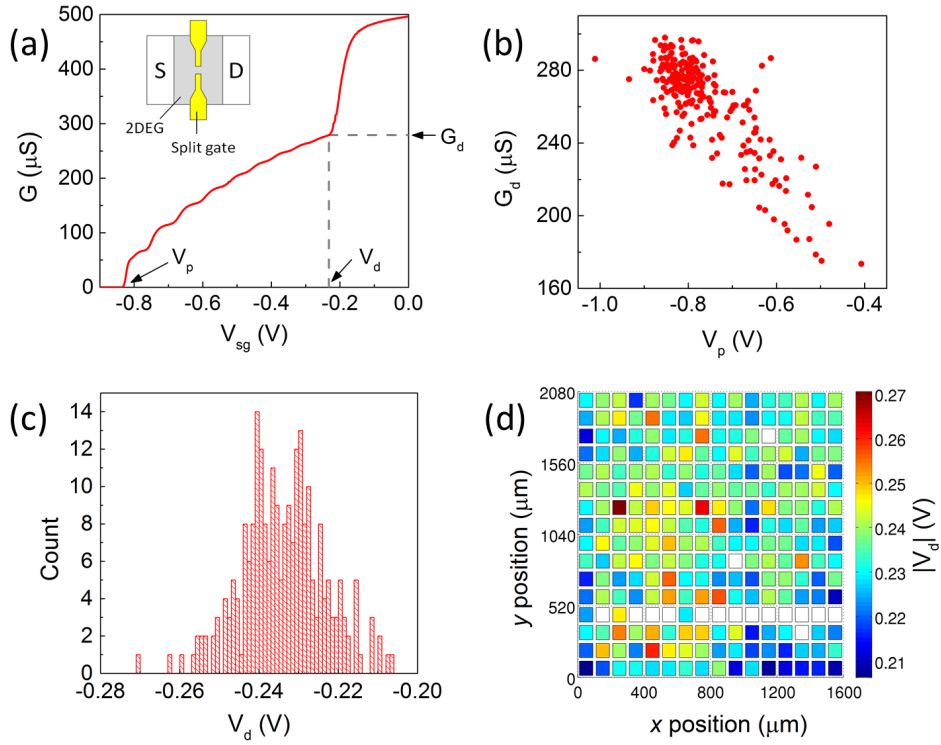 (a)
500
400
300
200
100
0
G (μS)
S
D
2DEG
Split gate
G_d
V_p
V_d
-0.8
-0.6
-0.4
-0.2
0.0
V_sg (V)
(b)
280
240
200
160
G_d (μS)
-1.0
-0.8
-0.6
-0.4
V_p (V)
(c)
14
12
10
8
6
4
2
0
Count
-0.28
-0.26
-0.24
-0.22
-0.20
V_d (V)
(d)
2080
1560
1040
520
0
y position (μm)
0
400
800
1200
1600
x position (μm)
0.27
0.26
0.25
0.24
0.23
0.22
0.21
|V_d| (V)